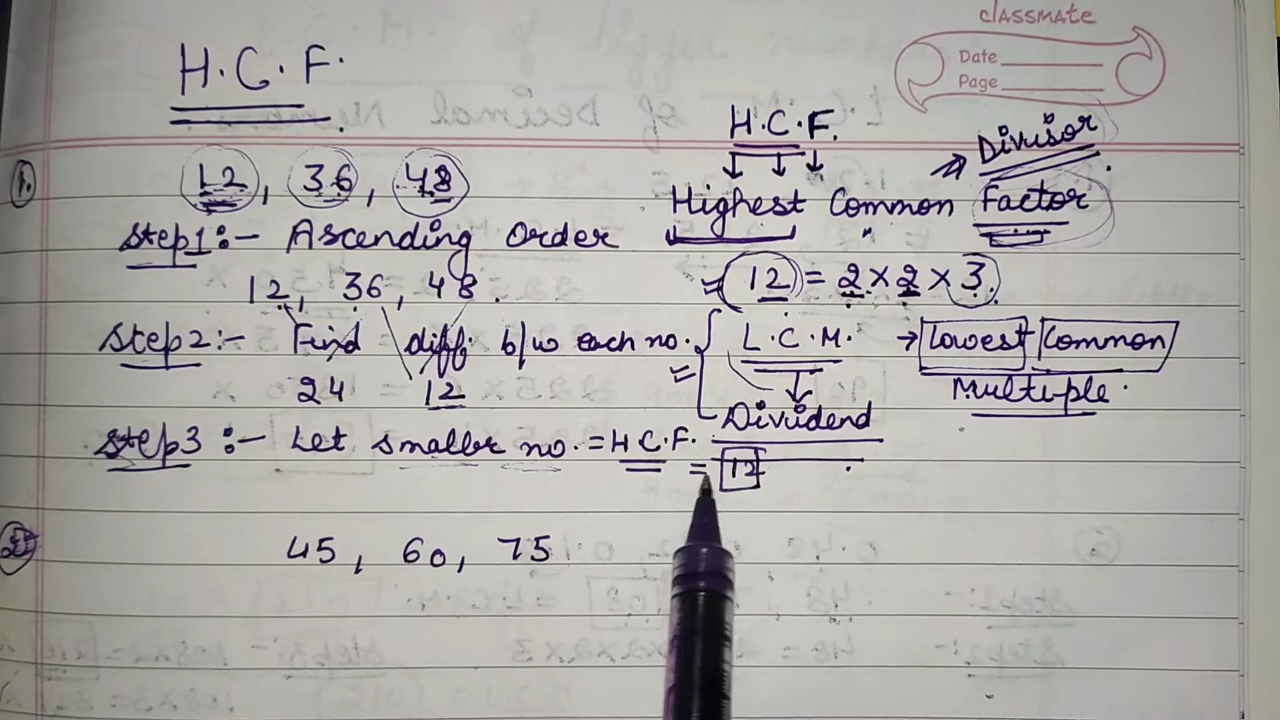 classmate
Date
Page
H.C.F.
H.C.F.
Divisor
1. 12, 36, 48
Highest Common Factor
Step1:- Ascending Order
12, 36, 48.
12 = 2 × 2 × 3.
Step2:- Find diff. b/w each no.
L.C.M. → Lowest Common
Multiple.
24 12
Dividend
Step3:- Let smaller no. = H.C.F.
= 12
2. 45, 60, 75